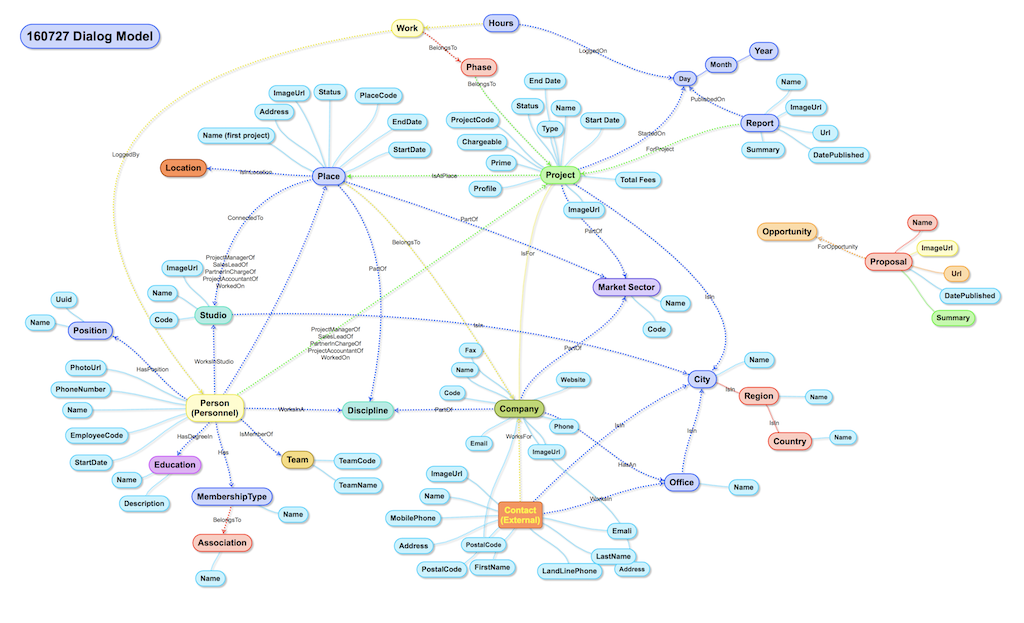 160727 Dialog Model
Work
Hours
BelongsTo
LoggedOn
Phase
BelongsTo
Day
Month
Year
PublishedOn
Report
Name
ImageUrl
Url
DatePublished
Summary
StartedOn
ForProject
End Date
Status
Name
Type
Start Date
ProjectCode
Chargeable
Prime
Profile
Project
Total Fees
ImageUrl
PartOf
IsAtPlace
ImageUrl
Status
PlaceCode
Address
EndDate
Name (first project)
StartDate
LoggedBy
Location
IsInLocation
Place
ConnectedTo
PartOf
BelongsTo
PartOf
IsFor
IsIn
Opportunity
ForOpportunity
Proposal
Name
ImageUrl
Url
DatePublished
Summary
ProjectManagerOf
SalesLeadOf
PartnerInChargeOf
ProjectAccountantOf
WorkedOn
ImageUrl
Name
Code
Studio
Market Sector
Name
Code
Uuid
Name
Position
HasPosition
WorksInStudio
ProjectManagerOf
SalesLeadOf
PartnerInChargeOf
ProjectAccountantOf
WorkedOn
IsIn
PartOf
PhotoUrl
PhoneNumber
Name
EmployeeCode
StartDate
Person
(Personnel)
WorksInA
Discipline
PartOf
Fax
Name
Code
Website
Company
Phone
Email
ImageUrl
WorksFor
City
Name
IsIn
Region
Name
IsIn
Country
Name
IsIn
IsIn
HasAn
Office
Name
WorksIn
HasDegreeIn
Has
IsMemberOf
Education
Name
Description
Team
TeamCode
TeamName
MembershipType
Name
BelongsTo
Association
Name
ImageUrl
Name
MobilePhone
Address
PostalCode
PostalCode
FirstName
Contact
(External)
Emali
LastName
LandLinePhone
Address